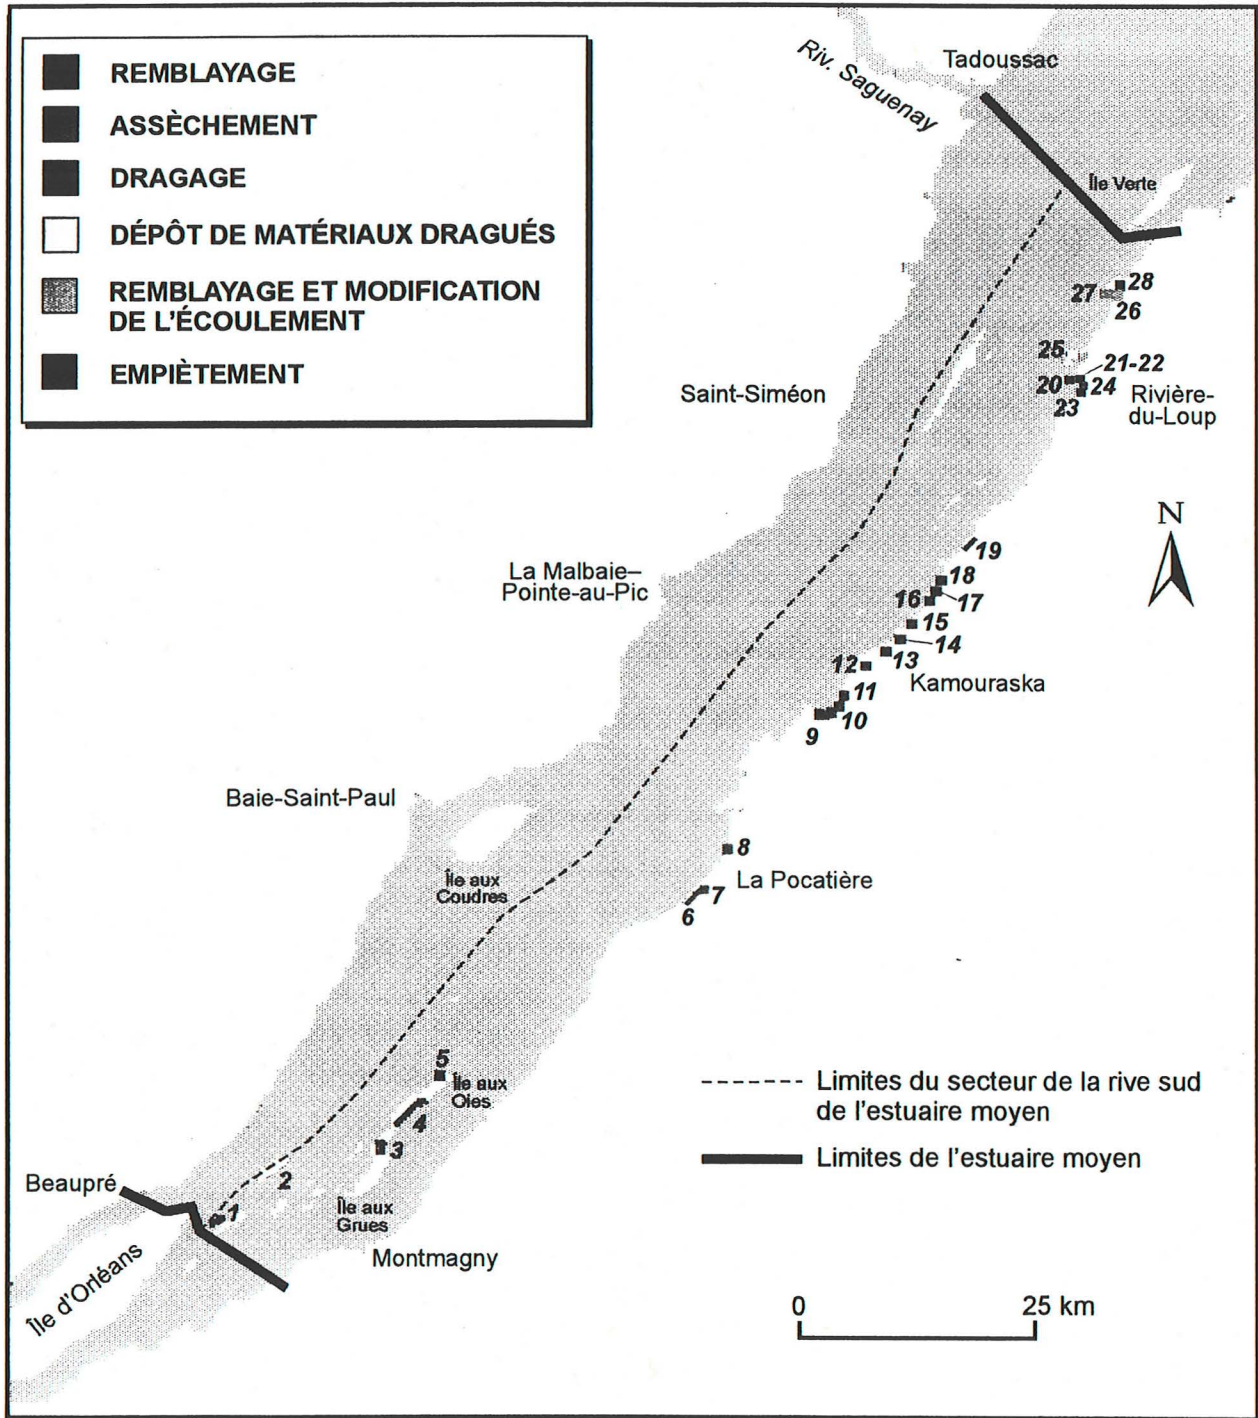 REMBLAYAGE
ASSÈCHEMENT
DRAGAGE
DÉPÔT DE MATÉRIAUX DRAGUÉS
REMBLAYAGE ET MODIFICATION
DE L'ÉCOULEMENT
EMPIÈTEMENT
Tadoussac
Riv. Saguenay
Île Verte
28
27
26
25
21-22
20
24
23
Rivière-
du-Loup
Saint-Siméon
N
19
La Malbaie–
Pointe-au-Pic
18
17
16
15
14
13
12
Kamouraska
11
10
9
Baie-Saint-Paul
8
La Pocatière
Île aux
Coudres
7
6
5
Île aux
Oies
4
3
Limites du secteur de la rive sud
de l'estuaire moyen
Limites de l'estuaire moyen
Beaupré
2
1
Île aux
Grues
Montmagny
Île d'Orléans
0
25 km